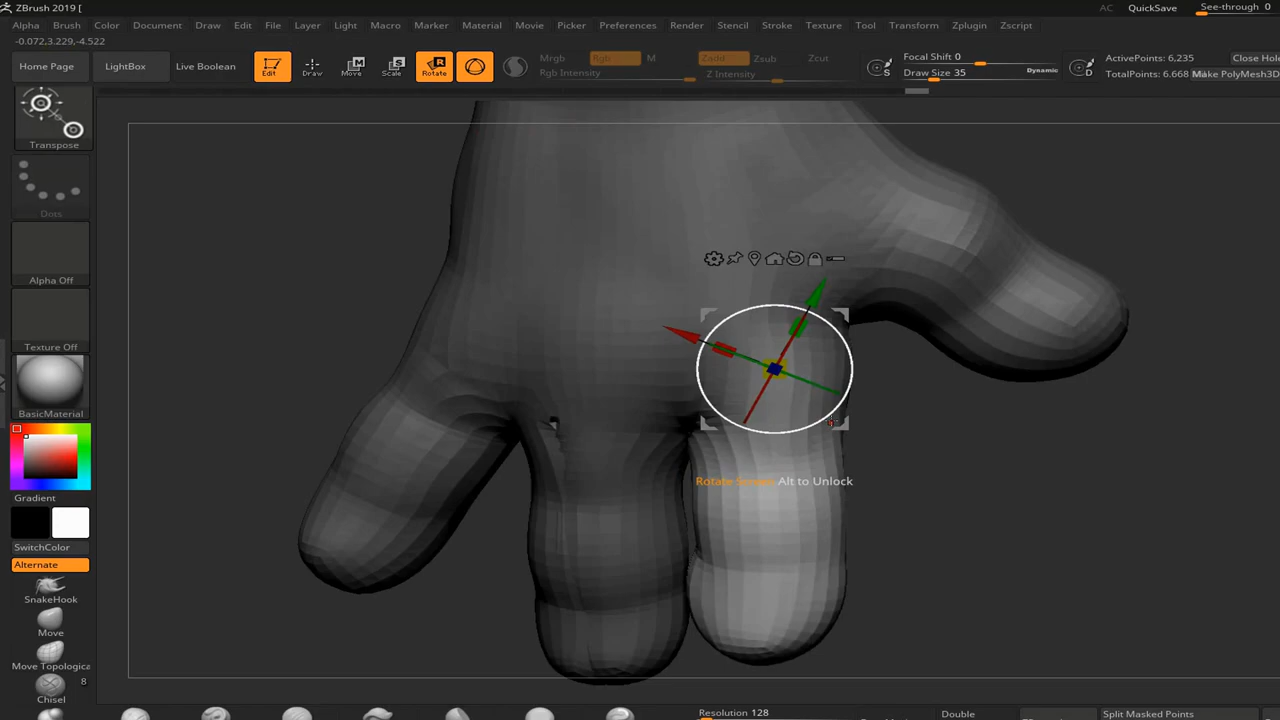 ZBrush 2019 [
AC QuickSave See-through 0
Alpha Brush Color Document Draw Edit File Layer Light Macro Marker Material Movie Picker Preferences Render Stencil Stroke Texture Tool Transform Zplugin Zscript
-0.072,3.229,-4.522
Home Page LightBox Live Boolean
Edit Draw Move Scale Rotate
Mrgb Rgb M
Rgb Intensity
Zadd Zsub Zcut
Z Intensity
S
Focal Shift 0
Draw Size 35 Dynamic
D
ActivePoints: 6,235
TotalPoints: 6.668
Close Hol
Make PolyMesh3D
Transpose
Dots
Alpha Off
Texture Off
BasicMaterial
Gradient
SwitchColor
Alternate
SnakeHook
Move
Move Topologica
Chisel 8
Rotate Alt to Unlock
Resolution 128
Double
Split Masked Points